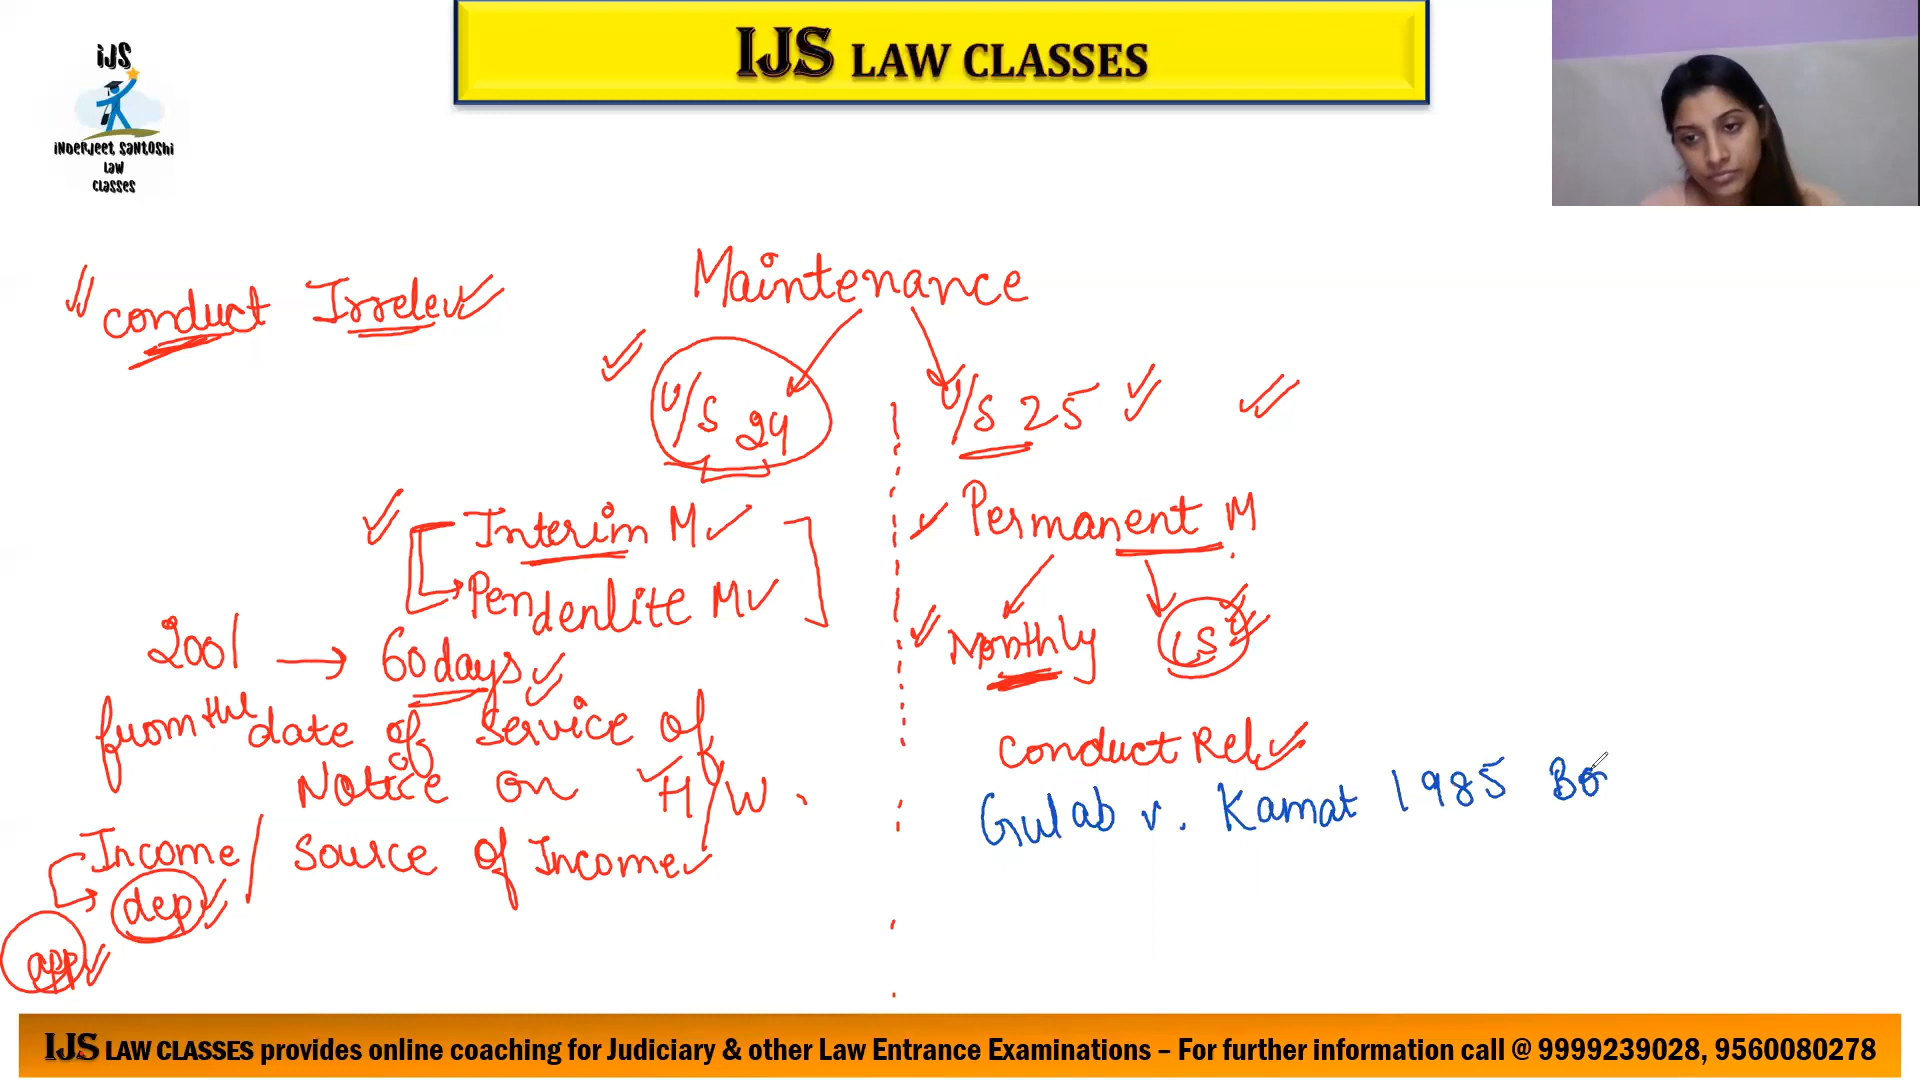 IJS LAW CLASSES
iJS
iNDERJEET SANTOSHi
LAW
CLASSES
Maintenance
conduct Irrelev
U/S 24
U/S 25
Interim M
Pendenlite M
Permanent M
2001 → 60 days
Monthly
LS
from the date of service of
Notice on H/W.
Conduct Rel.
Gulab v. Kamat 1985 Bo
Income/ Source of Income
dep
app
IJS LAW CLASSES provides online coaching for Judiciary & other Law Entrance Examinations – For further information call @ 9999239028, 9560080278